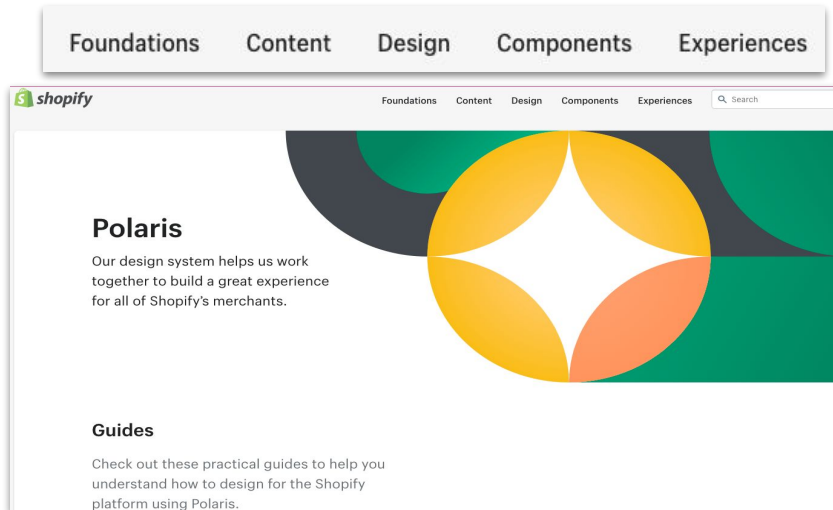 Foundations Content Design Components Experiences
shopify
Foundations Content Design Components Experiences Search
Polaris
Our design system helps us work
together to build a great experience
for all of Shopify's merchants.
Guides
Check out these practical guides to help you
understand how to design for the Shopify
platform using Polaris.